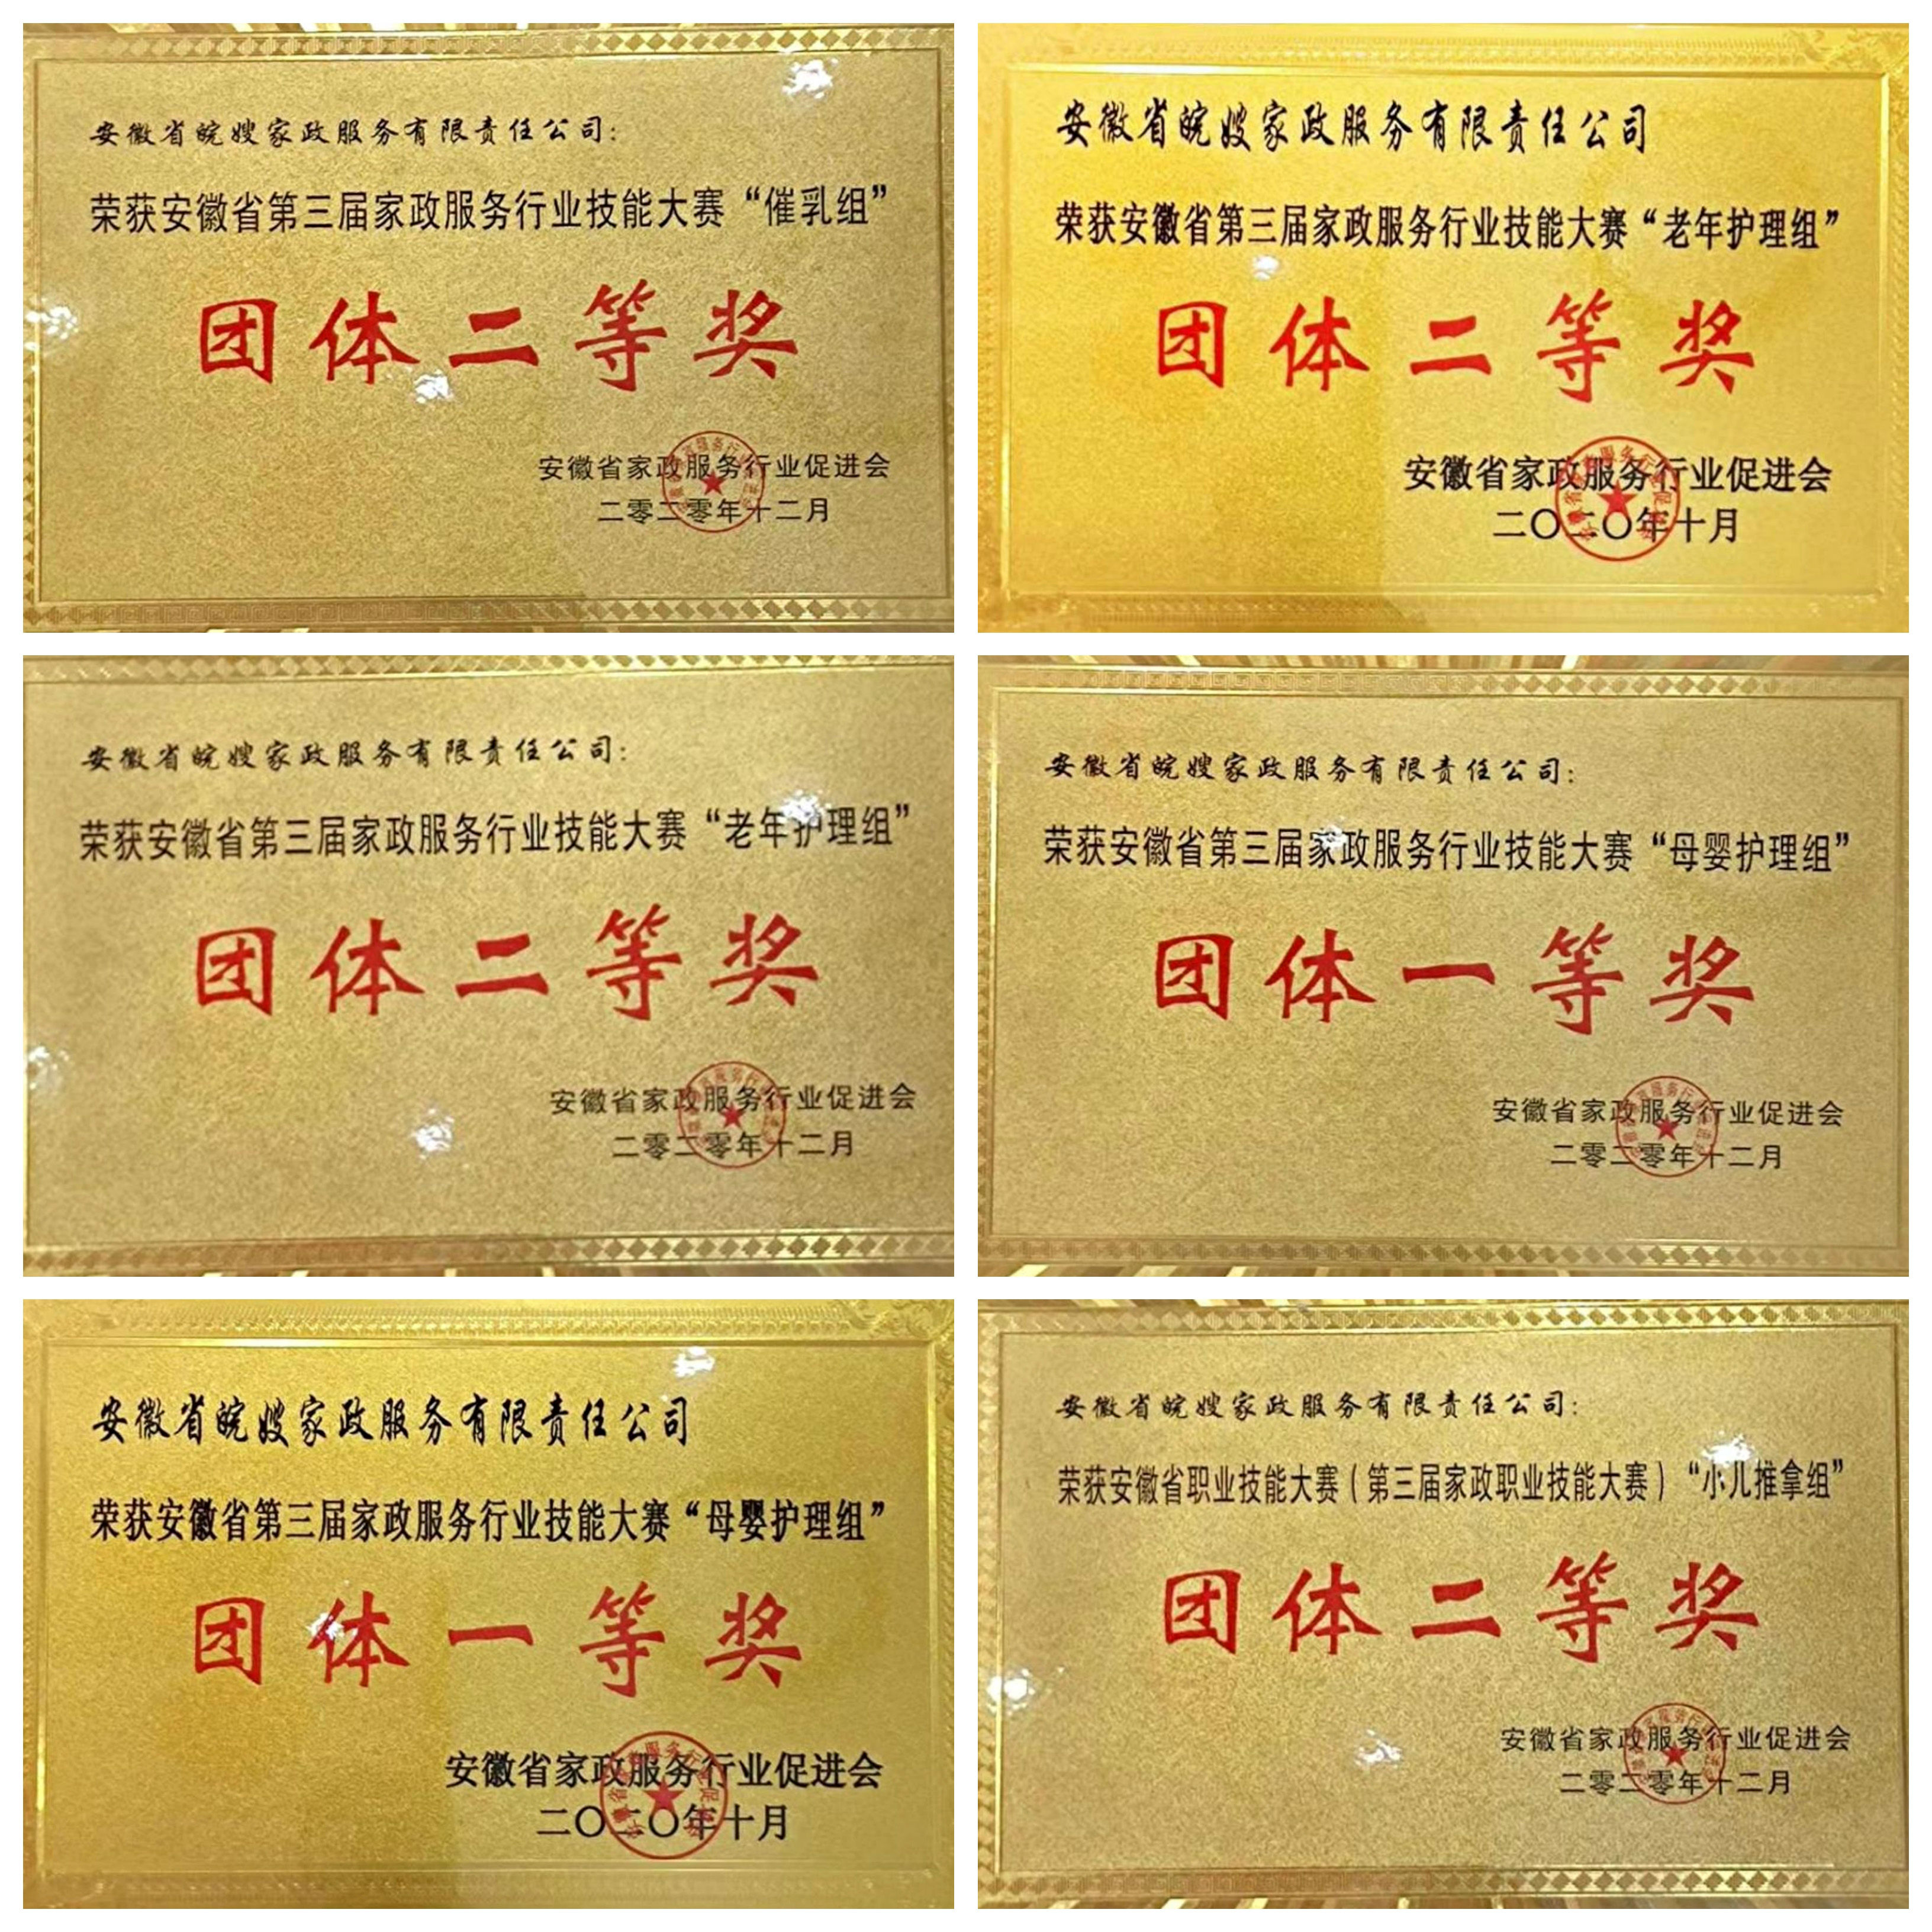 安徽省皖嫂家政服务有限责任公司：
荣获安徽省第三届家政服务行业技能大赛“催乳组”
团体二等奖
安徽省家政服务行业促进会
二零二零年十二月
安徽省皖嫂家政服务有限责任公司
荣获安徽省第三届家政服务行业技能大赛“老年护理组”
团体二等奖
安徽省家政服务行业促进会
二〇二〇年十月
安徽省皖嫂家政服务有限责任公司：
荣获安徽省第三届家政服务行业技能大赛“老年护理组”
团体二等奖
安徽省家政服务行业促进会
二零二零年十二月
安徽省皖嫂家政服务有限责任公司：
荣获安徽省第三届家政服务行业技能大赛“母婴护理组”
团体一等奖
安徽省家政服务行业促进会
二零二零年十二月
安徽省皖嫂家政服务有限责任公司
荣获安徽省第三届家政服务行业技能大赛“母婴护理组”
团体一等奖
安徽省家政服务行业促进会
二〇二〇年十月
安徽省皖嫂家政服务有限责任公司：
荣获安徽省职业技能大赛（第三届家政职业技能大赛）“小儿推拿组”
团体二等奖
安徽省家政服务行业促进会
二零二零年十二月